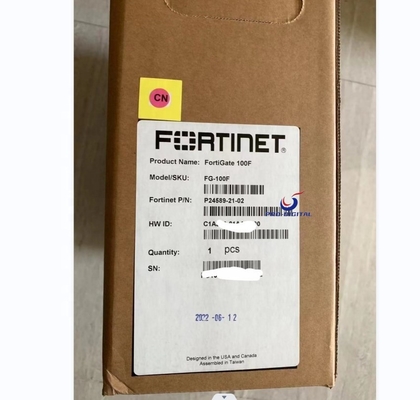 CN
FORTINET®
Product Name: FortiGate 100F
Model/SKU: FG-100F
Fortinet P/N: P24589-21-02
HW ID:
Quantity: 1 pcs
SN:
2022 -06- 12
Designed in the USA and Canada
Assembled in Taiwan